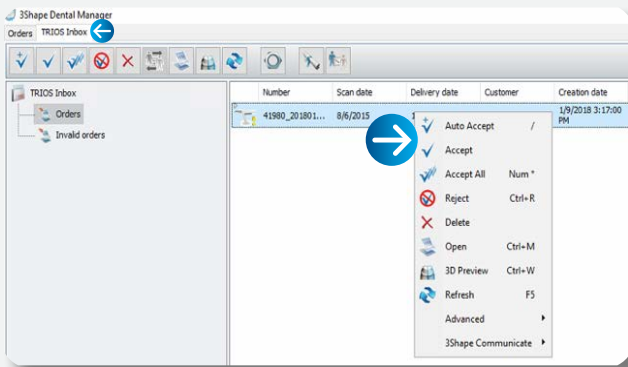 3Shape Dental Manager
Orders TRIOS Inbox
TRIOS Inbox
Orders
Invalid orders
Number Scan date Delivery date Customer Creation date
41980_201801... 8/6/2015 1/9/2018 3:17:00
PM
Auto Accept /
Accept
Accept All Num *
Reject Ctrl+R
Delete
Open Ctrl+M
3D Preview Ctrl+W
Refresh F5
Advanced
3Shape Communicate